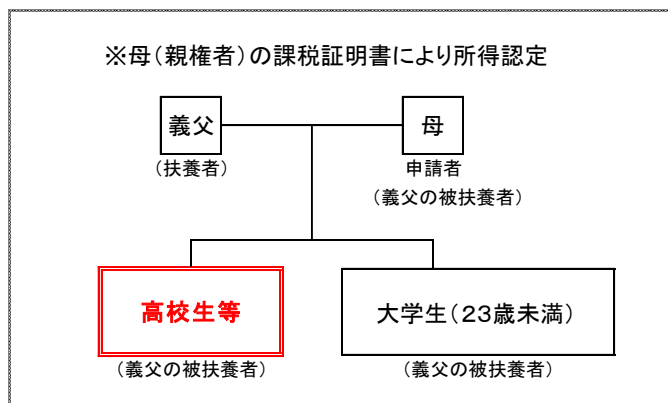 ※母（親権者）の課税証明書により所得認定
義父
母
（扶養者）
申請者
（義父の被扶養者）
高校生等
大学生（２３歳未満）
（義父の被扶養者）
（義父の被扶養者）